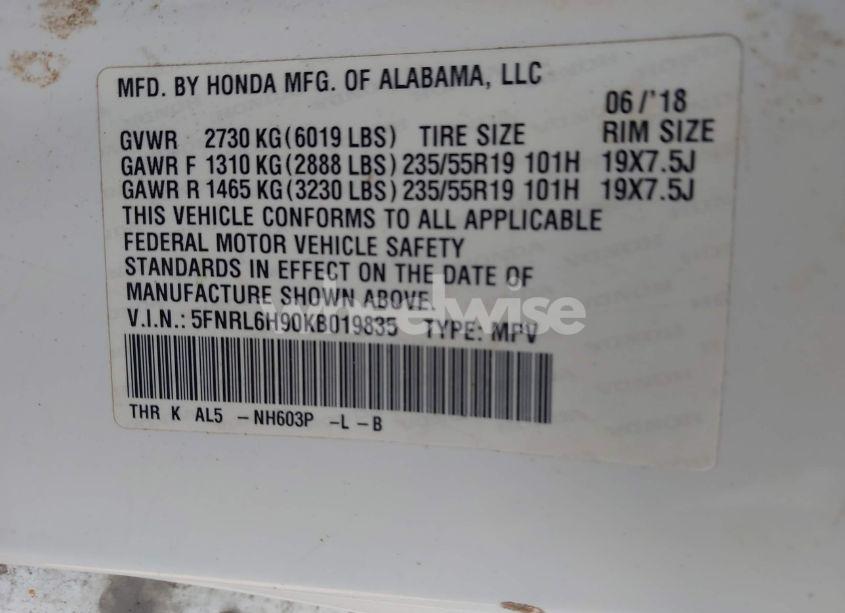 MFD. BY HONDA MFG. OF ALABAMA, LLC
06 /'18
GVWR 2730 KG(6019 LBS) TIRE SIZE RIM SIZE
GAWR F 1310 KG(2888 LBS) 235/55R19 101H 19X7.5J
GAWR R 1465 KG(3230 LBS) 235/55R19 101H 19X7.5J
THIS VEHICLE CONFORMS TO ALL APPLICABLE
FEDERAL MOTOR VEHICLE SAFETY
STANDARDS IN EFFECT ON THE DATE OF
MANUFACTURE SHOWN ABOVE.
V.I.N.: 5FNRL6H90KB019835 TYPE: MPV
THR K AL5 -NH603P -L -B
wheelwise